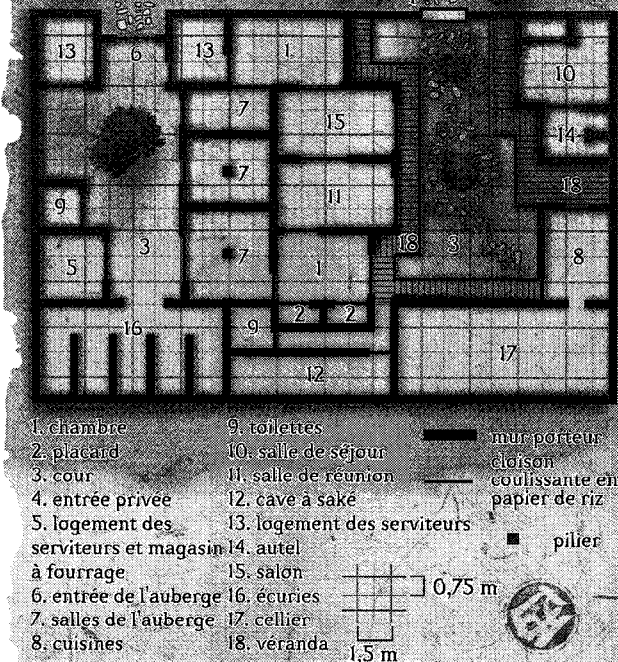 13
6
13
1
10
7
15
14
7
11
18
9
3
5
7
1
18
3
8
2
2
16
9
17
12
1. chambre
2. placard
3. cour
4. entrée privée
5. logement des
serviteurs et magasin
à fourrage
6. entrée de l'auberge
7. salles de l'auberge
8. cuisines
9. toilettes
10. salle de séjour
11. salle de réunion
12. cave à saké
13. logement des serviteurs
14. autel
15. salon
16. écuries
17. cellier
18. véranda
mur porteur
cloison
coulissante en
papier de riz
pilier
0,75 m
1,5 m